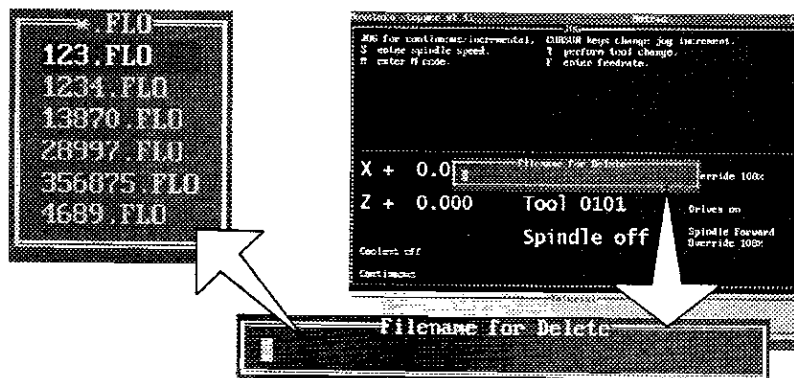 *.FLO
123.FLO
1234.FLO
13870.FLO
28997.FLO
356875.FLO
4689.FLO
JOG for continuous/incremental. CURSOR keys change jog increment.
S enter spindle speed. T perform tool change.
M enter M code. F enter feedrate.
Filename for Delete
X + 0.0
erride 100%
Z + 0.000 Tool 0101 Drives on
Spindle off Spindle Forward
Override 100%
Coolant off
Continuous
Filename for Delete